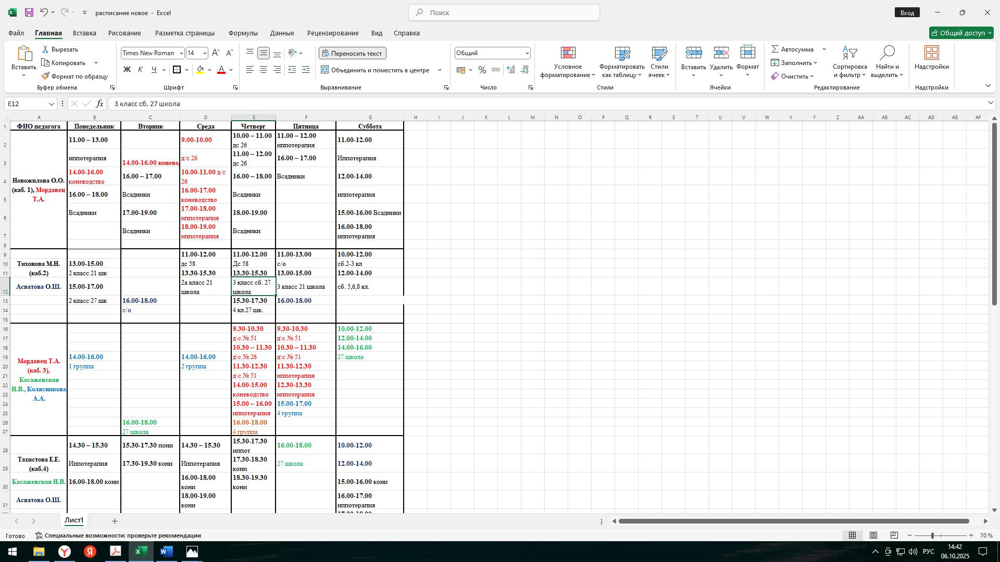 расписание новое - Excel
Поиск
Вход
Файл Главная Вставка Рисование Разметка страницы Формулы Данные Рецензирование Вид Справка
Общий доступ
Вставить
Вырезать
Копировать
Формат по образцу
Буфер обмена
Times New Roman 14
Ж К Ч
Шрифт
Переносить текст
Объединить и поместить в центре
Выравнивание
Общий
% 000
Число
Условное форматирование
Форматировать как таблицу
Стили ячеек
Стили
Вставить Удалить Формат
Ячейки
Автосумма
Заполнить
Очистить
Сортировка и фильтр
Найти и выделить
Редактирование
Надстройки
Надстройки
E12
fx
3 класс сб. 27 школа
A B C D E F G H I J K L M N O P Q R S T U V W X Y Z AA AB AC AD AE AF
1 ФИО педагога Понедельник Вторник Среда Четверг Пятница Суббота
2 11.00 – 13.00 9.00-10.00 10.00 – 11.00 дс 26 11.00 – 12.00 иппотерапия 11.00-12.00
3 иппотерапия 14.00-16.00 конево д/с 26 11.00 – 12.00 дс 26 16.00 – 17.00 Иппотерапия
Новожилова О.О. (каб. 1), Мордавец Т.А.
4 14.00-16.00 коневодство 16.00 – 17.00 10.00-11.00 д/с 26 16.00 – 18.00 Всадники 12.00-14.00
5 16.00 – 18.00 Всадники 16.00-17.00 коневодство Всадники иппотерапия
6 Всадники 17.00-19.00 17.00-18.00 иппотерапия 18.00-19.00 15.00-16.00 Всадники
7 Всадники 18.00-19.00 иппотерапия Всадники 16.00-18.00 иппотерапия
8
9 11.00-12.00 11.00-12.00 11.00-13.00 10.00-12.00
10 Тихонова М.Н. 13.00-15.00 дс 58 Дс 58 с/о сб.2-3 кл
11 (каб.2) 2 класс 21 шк 13.30-15.30 13.30-15.30 13.00-15.00 12.00-14.00
12 Асватова О.Ш. 15.00-17.00 2а класс 21 школа 3 класс сб. 27 школа 3 класс 21 школа сб. 5,6,8 кл.
13 2 класс 27 шк 16.00-18.00 15.30-17.30 16.00-18.00
14 с/о 4 кл.27 шк.
15
16 9.30-10.30 9.30-10.30 10.00-12.00
17 д\с № 51 д\с № 51 12.00-14.00
18 10.30 – 11.30 10.30 – 11.30 14.00-16.00
19 14.00-16.00 14.00-16.00 д\с № 26 д\с № 51 27 школа
20 1 группа 2 группа 11.30-12.30 11.30-12.30
Мордавец Т.А. (каб. 3), Косажевская Н.В., Колясникова А.А.
21 д\с № 51 иппотерапия
22 14.00-15.00 12.30-13.30
23 коневодство иппотерапия
24 15.00 – 16.00 15.00-17.00
25 иппотерапия 4 группа
26 16.00-18.00 16.00-18.00
27 27 школа 4 группа
28 14.30 – 15.30 15.30-17.30 пони 14.30 – 15.30 15.30-17.30 иппот 16.00-18.00 10.00-12.00
29 Тахистова Е.Е. (каб.4) Иппотерапия 17.30-19.30 кони Иппотерапия 17.30-18.30 кони 27 школа 12.00-14.00
30 Косажевская Н.В. 16.00-18.00 кони 16.00-18.00 кони 18.30-19.30 кони 15.00-16.00 кони
31 Асватова О.Ш. 18.00-19.00 кони 16.00-17.00 иппотерапия
Лист1
Готово
Специальные возможности: проверьте рекомендации
70 %
РУС
14:42
06.10.2025